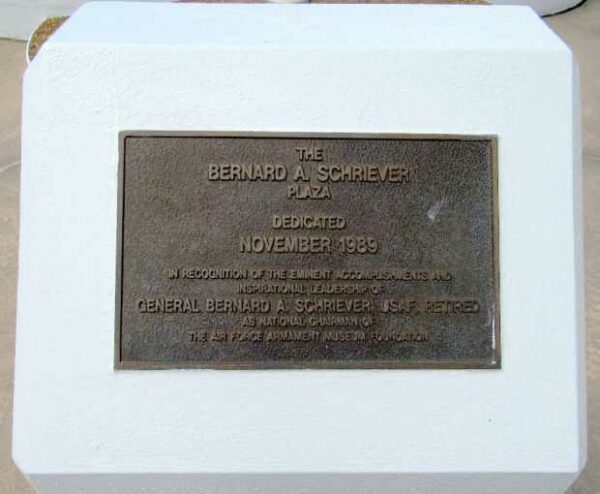 THE
BERNARD A. SCHRIEVER
PLAZA
DEDICATED
NOVEMBER 1989
IN RECOGNITION OF THE EMINENT ACCOMPLISHMENTS AND
INSPIRATIONAL LEADERSHIP OF
GENERAL BERNARD A. SCHRIEVER, USAF, RETIRED
AS NATIONAL CHAIRMAN OF
THE AIR FORCE ARMAMENT MUSEUM FOUNDATION